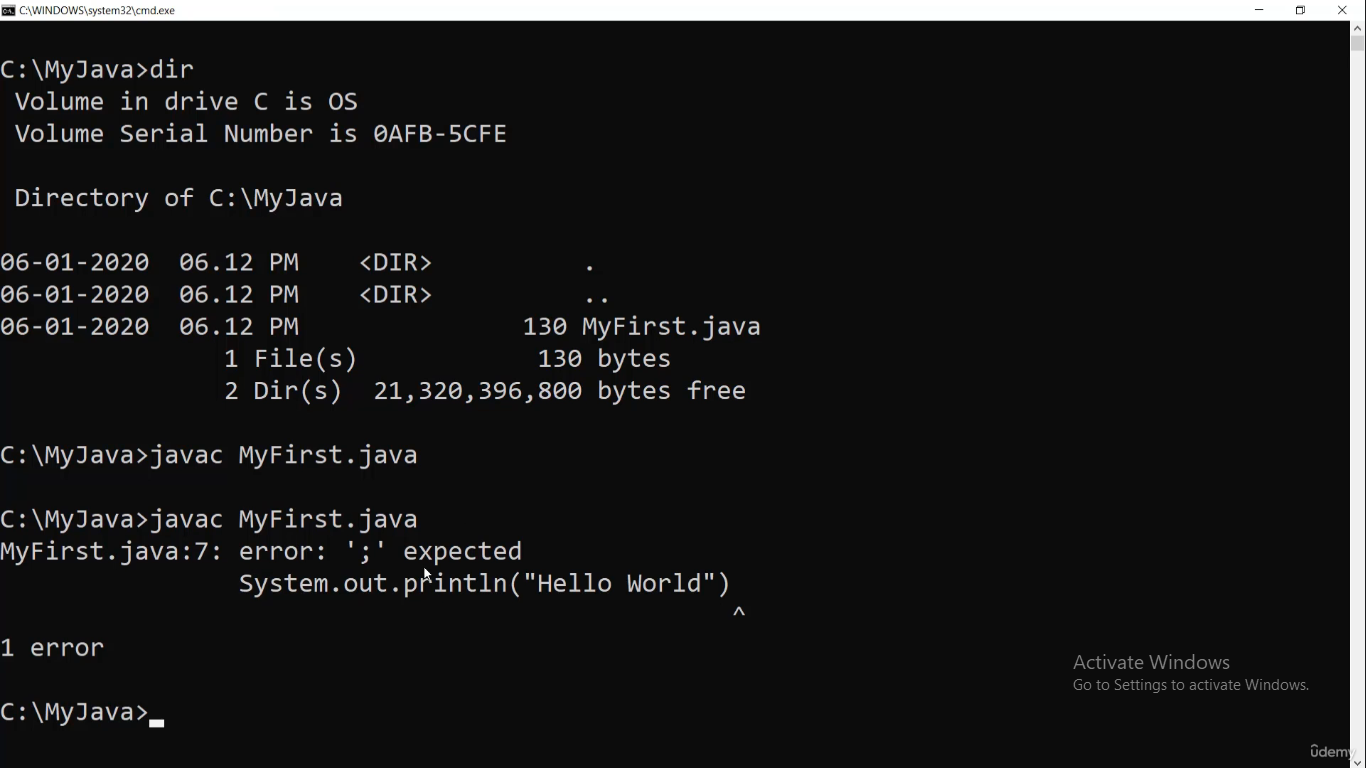 C:\WINDOWS\system32\cmd.exe
C:\MyJava>dir
 Volume in drive C is OS
 Volume Serial Number is 0AFB-5CFE
 Directory of C:\MyJava
06-01-2020  06.12 PM    <DIR>          .
06-01-2020  06.12 PM    <DIR>          ..
06-01-2020  06.12 PM               130 MyFirst.java
               1 File(s)            130 bytes
               2 Dir(s)  21,320,396,800 bytes free
C:\MyJava>javac MyFirst.java
C:\MyJava>javac MyFirst.java
MyFirst.java:7: error: ';' expected
                System.out.println("Hello World")
                                                 ^
1 error
Activate Windows
Go to Settings to activate Windows.
C:\MyJava>
ûdemy